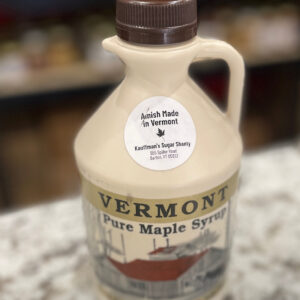 Amish Made
in Vermont
Kauffman's Sugar Shanty
VERMONT
Pure Maple Syrup